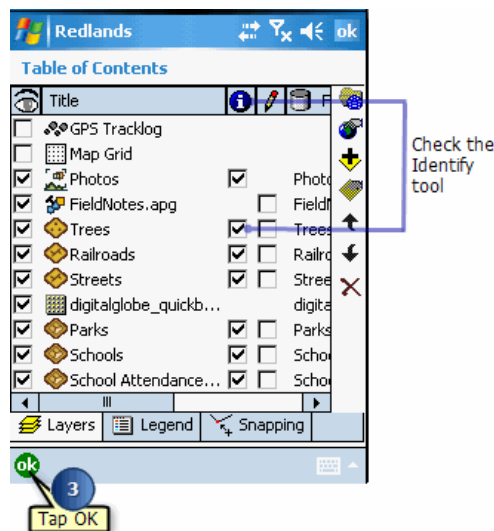 Redlands ok
Table of Contents
Title F
GPS Tracklog
Map Grid
Photos Photo
FieldNotes.apg FieldN
Trees Trees
Railroads Railro
Streets Stree
digitalglobe_quickb... digita
Parks Parks
Schools Schoo
School Attendance... Schoo
Layers Legend Snapping
ok
3
Tap OK
Check the
Identify
tool